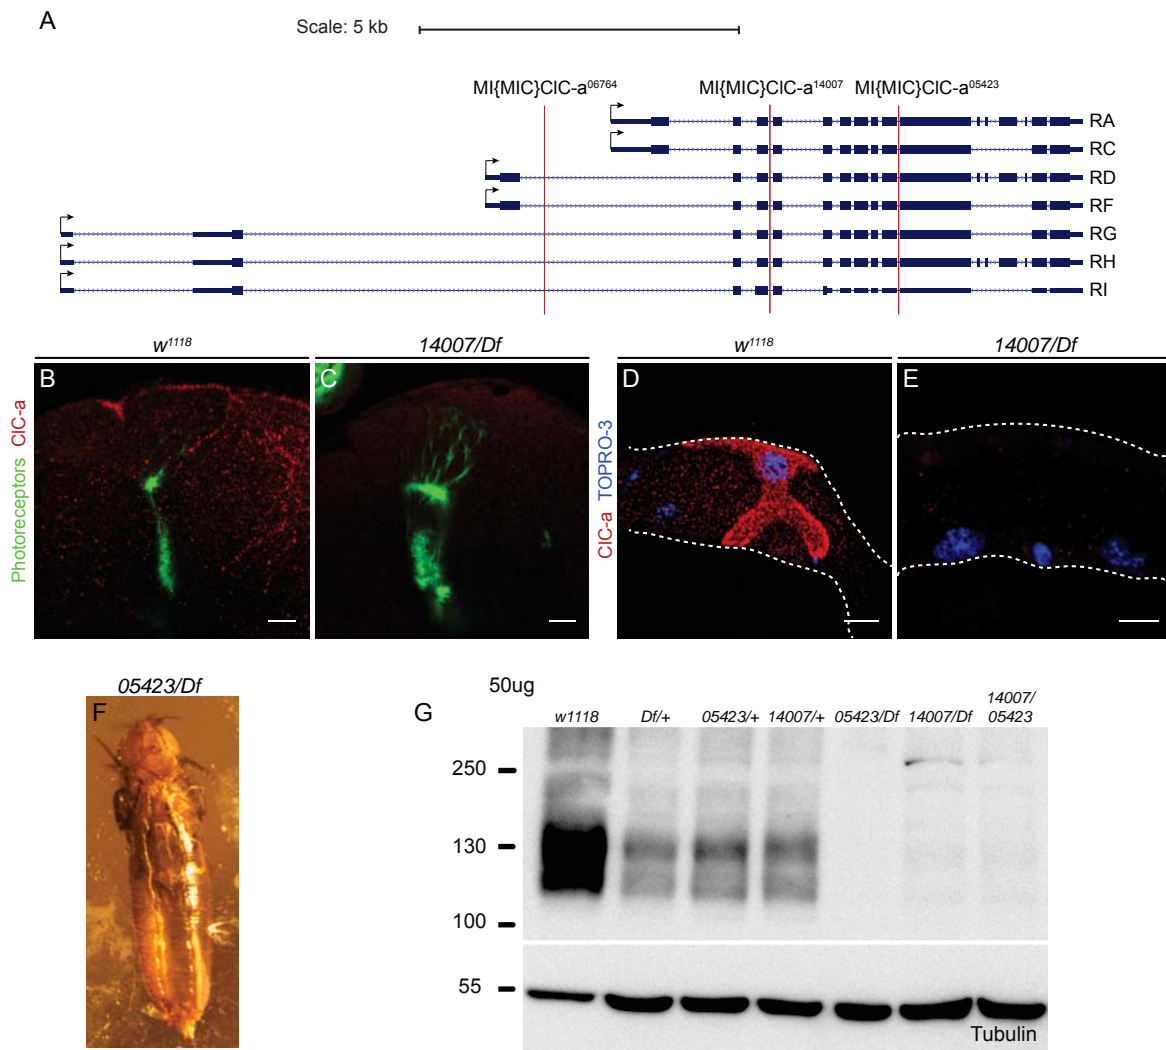 A
Scale: 5 kb
MI{MIC}ClC-a06764 MI{MIC}ClC-a14007 MI{MIC}ClC-a05423
RA
RC
RD
RF
RG
RH
RI
w1118 14007/Df w1118 14007/Df
B C D E
Photoreceptors ClC-a
ClC-a TOPRO-3
05423/Df
F
G
50ug
w1118 Df/+ 05423/+ 14007/+ 05423/Df 14007/Df 14007/
05423
250
130
100
55
Tubulin